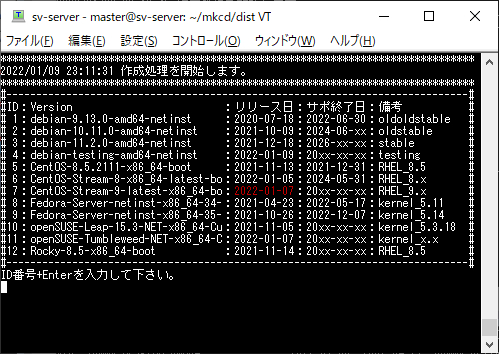 sv-server - master@sv-server: ~/mkcd/dist VT
ファイル(F) 編集(E) 設定(S) コントロール(O) ウィンドウ(W) ヘルプ(H)
*******************************************************************************
2022/01/09 23:11:31 作成処理を開始します。
*******************************************************************************
#-----------------------------------------------------------------------------#
#ID:Version                          :リリース日:サポ終了日:備考              #
# 1:debian-9.13.0-amd64-netinst      :2020-07-18:2022-06-30:oldoldstable      #
# 2:debian-10.11.0-amd64-netinst     :2021-10-09:2024-06-xx:oldstable         #
# 3:debian-11.2.0-amd64-netinst      :2021-12-18:20xx-xx-xx:stable            #
# 4:debian-testing-amd64-netinst     :2022-01-09:20xx-xx-xx:testing           #
# 5:CentOS-8.5.2111-x86_64-boot      :2021-11-13:2021-12-31:RHEL_8.5          #
# 6:CentOS-Stream-8-x86_64-latest-bo:2022-01-05:2024-05-31:RHEL_8.x          #
# 7:CentOS-Stream-9-latest-x86_64-bo:2022-01-07:20xx-xx-xx:RHEL_9.x          #
# 8:Fedora-Server-netinst-x86_64-34-:2021-04-23:2022-05-17:kernel_5.11       #
# 9:Fedora-Server-netinst-x86_64-35-:2021-10-26:2022-12-07:kernel_5.14       #
#10:openSUSE-Leap-15.3-NET-x86_64-Cu:2021-11-05:20xx-xx-xx:kernel_5.3.18     #
#11:openSUSE-Tumbleweed-NET-x86_64-C:2022-01-07:20xx-xx-xx:kernel_x.x        #
#12:Rocky-8.5-x86_64-boot            :2021-11-14:20xx-xx-xx:RHEL_8.5          #
#-----------------------------------------------------------------------------#
ID番号+Enterを入力して下さい。